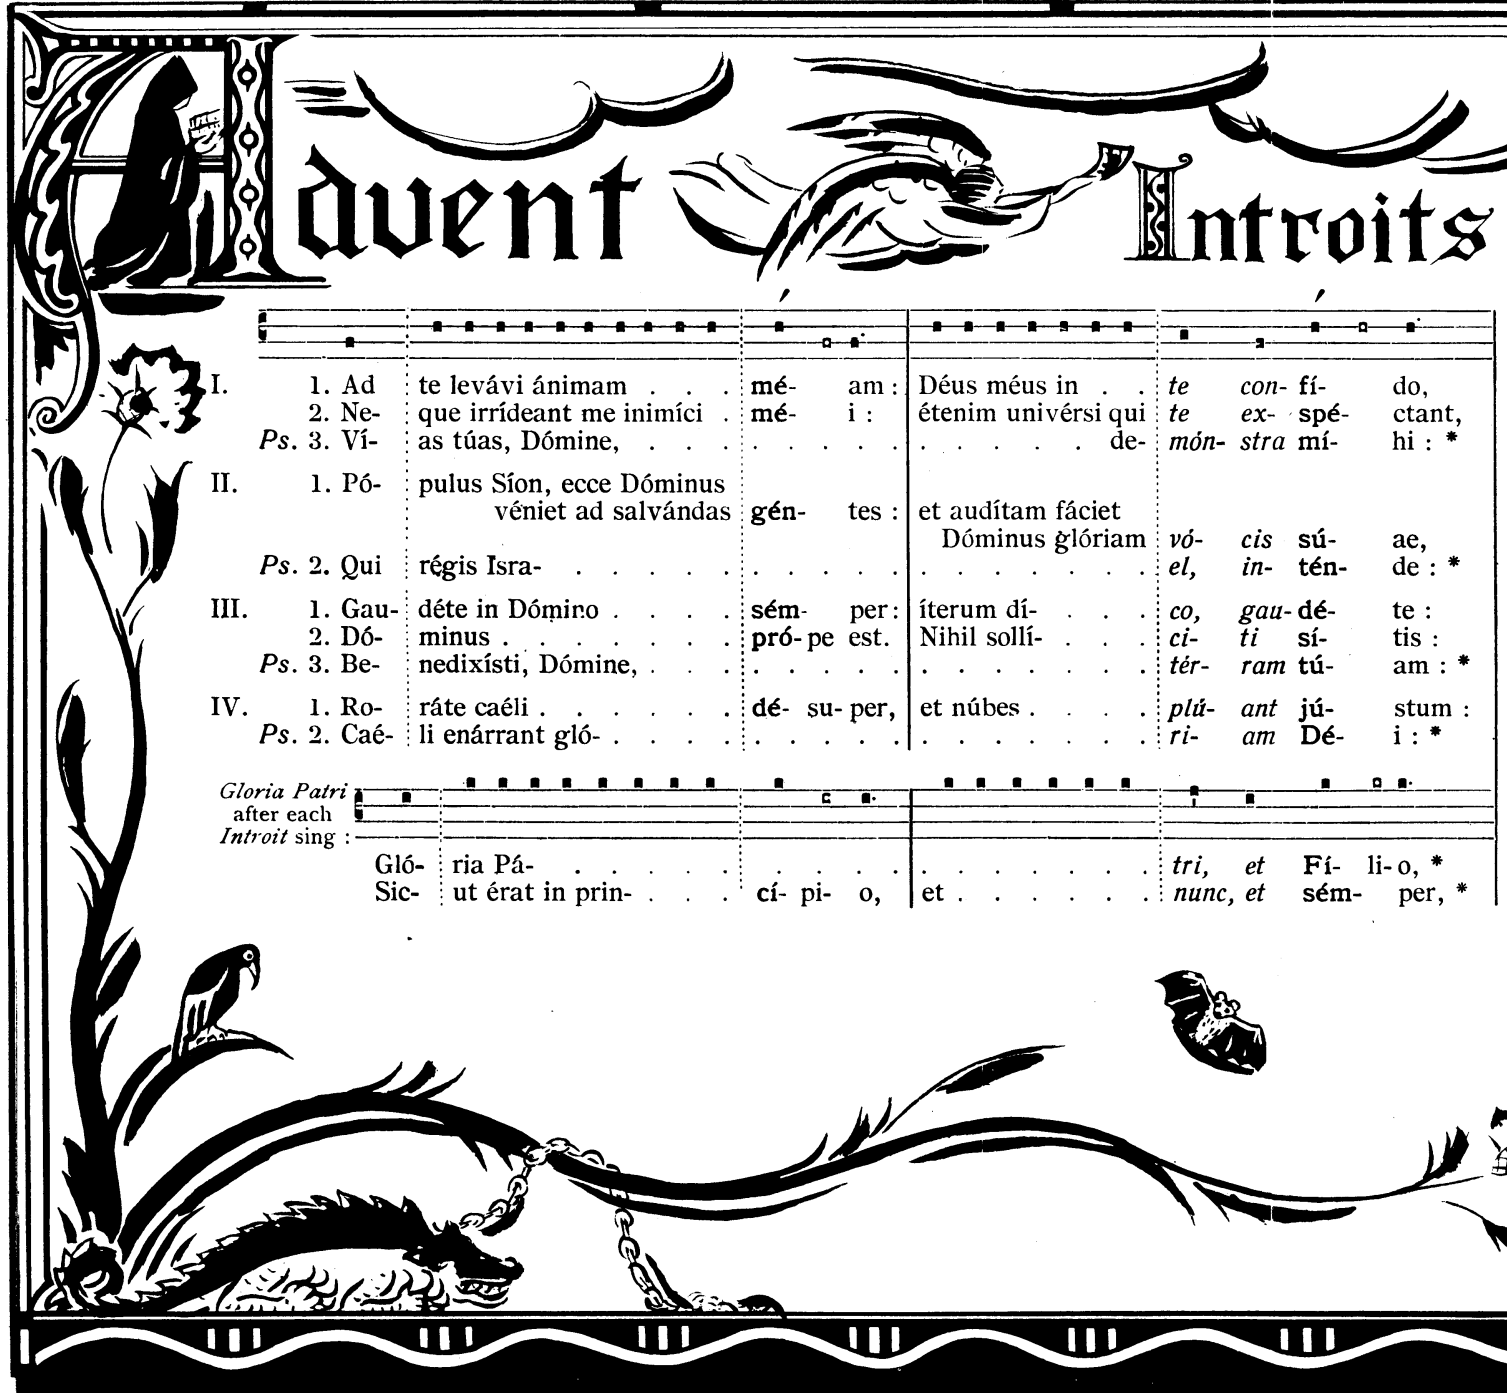 Advent Introits
I. 1. Ad te levávi ánimam . . . mé- am : Déus méus in . . te con- fí- do,
2. Ne- que irrídeant me inimíci . mé- i : étenim univérsi qui te ex- spé- ctant,
Ps. 3. Ví- as túas, Dómine, . . . . . . . . . . . . . . de- món- stra mí- hi : *
II. 1. Pó- pulus Síon, ecce Dóminus
véniet ad salvándas gén- tes : et audítam fáciet
Dóminus glóriam vó- cis sú- ae,
Ps. 2. Qui régis Isra- . . . . . . . . . . . . . . . . . el, in- tén- de : *
III. 1. Gau- déte in Dómino . . . . sém- per : íterum dí- . . . co, gau- dé- te :
2. Dó- minus . . . . . . . pró- pe est. Nihil sollí- . . . ci- ti sí- tis :
Ps. 3. Be- nedixísti, Dómine, . . . . . . . . . . . . . . . . tér- ram tú- am : *
IV. 1. Ro- ráte caéli . . . . . . dé- su- per, et núbes . . . . plú- ant jú- stum :
Ps. 2. Caé- li enárrant gló- . . . . . . . . . . . . . . . . ri- am Dé- i : *
Gloria Patri
after each
Introit sing :
Gló- ria Pá- . . . . . . . . . . . . . . . . tri, et Fí- li- o, *
Sic- ut érat in prin- . . . cí- pi- o, et . . . . . . . nunc, et sém- per, *